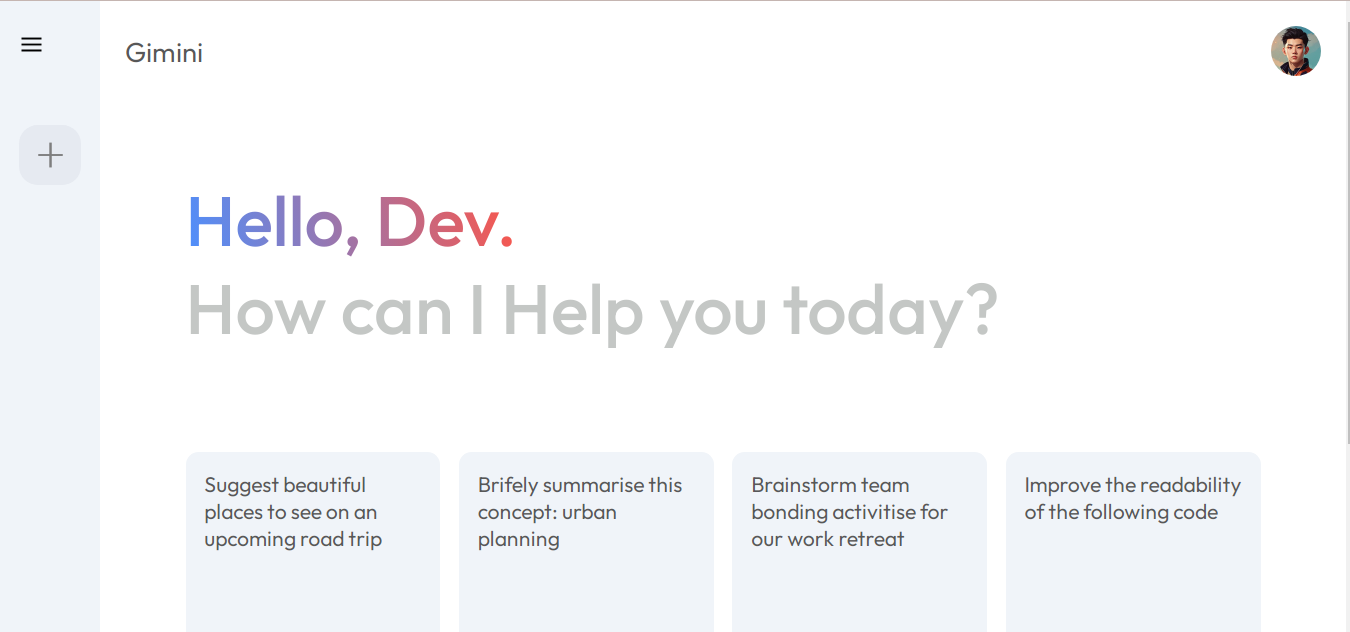 Gimini
Hello, Dev.
How can I Help you today?
Suggest beautiful
places to see on an
upcoming road trip
Brifely summarise this
concept: urban
planning
Brainstorm team
bonding activitise for
our work retreat
Improve the readability
of the following code